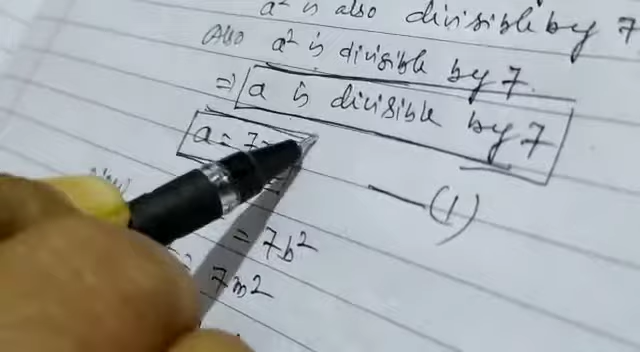 a² is also divisible by 7
Also a² is divisible by 7.
⇒ a is divisible by 7
a = 7
— (1)
= 7b²
7m²